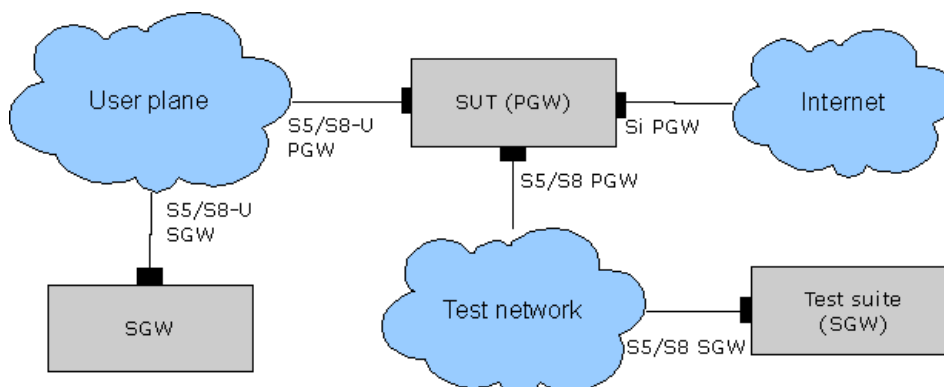 User plane
SUT (PGW)
Internet
S5/S8-U
PGW
Si PGW
S5/S8 PGW
S5/S8-U
SGW
SGW
Test network
Test suite
(SGW)
S5/S8 SGW